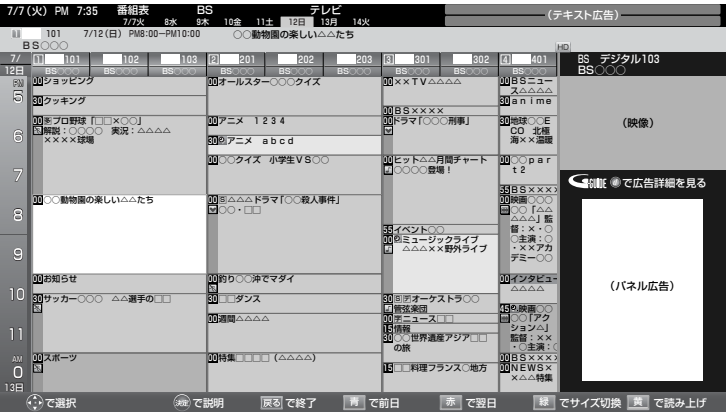 7/7(火) PM 7:35 番組表 BS テレビ
7/7火 8水 9木 10金 11土 12日 13月 14火
(テキスト広告)
101 7/12(日) PM8:00-PM10:00 ○○動物園の楽しい△△たち
BS○○○
HD
7/ 1 101 102 103 2 201 202 203 3 301 302 4 401
12日 BS○○○ BS○○○ BS○○○ BS○○○ BS○○○ BS○○○ BS○○○ BS○○○ BS○○○
BS デジタル103
BS○○○
(映像)
GUIDE で広告詳細を見る
(パネル広告)
PM
5
6
7
8
9
10
11
AM
0
13日
00ショッピング
30クッキング
00プロ野球「□□×○○」
解説：○○○○ 実況：△△△△
××××球場
00○○動物園の楽しい△△たち
00お知らせ
30サッカー○○○ △△選手の□□
00スポーツ
00オールスター○○○クイズ
00アニメ 1234
30アニメ abcd
00○○クイズ 小学生VS○○
00△△△ドラマ「○○殺人事件」
○○・□□
00釣り○○沖でマダイ
30□□ダンス
00週間△△△△
00特集□□□□ (△△△△)
00××TV△△△△
00BS××××
00ドラマ「○○○刑事」
00ヒット△△月間チャート
○○○○登場！
55イベント○○
00ミュージックライブ
△△△××野外ライブ
30オーケストラ○○
管弦楽団
00ニュース□□
15情報
30○○世界遺産アジア□□
の旅
15□□料理フランス○地方
00BSニュー
ス△△△△
30anime
30地球○○E
CO 北極
海××温暖
00○○par
t2
55BS×××
00映画○○○
○○「△△
△△△」監
督：×・○
○主演：○
・××アカ
デミー○○
00インタビュー
△△△△
45映画○○
○○「アク
ション△」
監督：××
・○主演：○
00BS×××
00NEWS×
×△△特集
で選択 決定 で説明 戻る で終了 青 で前日 赤 で翌日 緑 でサイズ切換 黄 で読み上げ